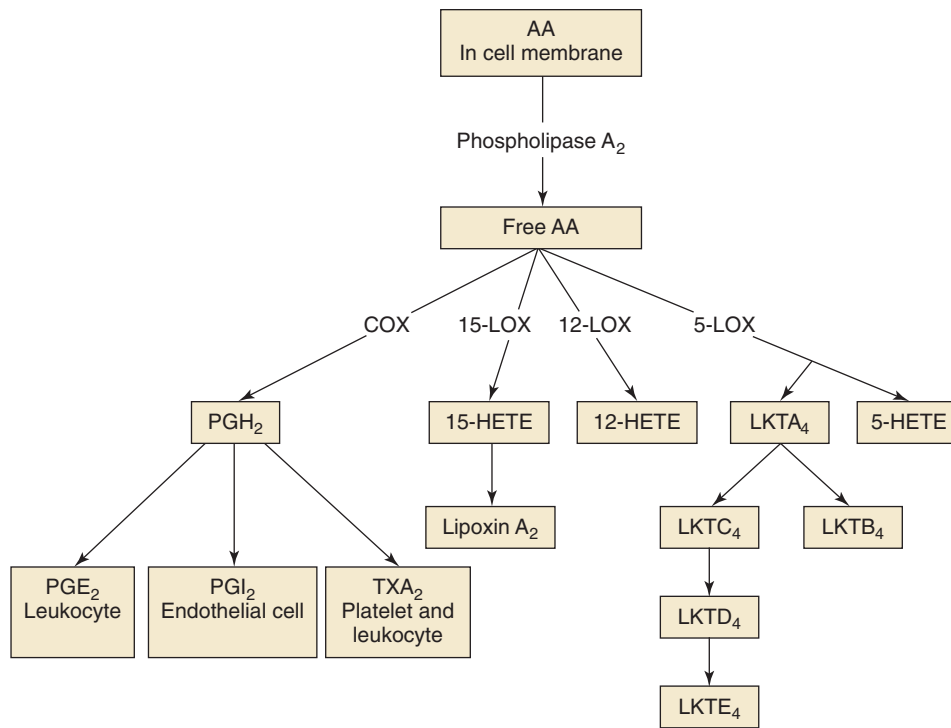 AA
In cell membrane
Phospholipase A₂
Free AA
COX
15-LOX
12-LOX
5-LOX
PGH₂
15-HETE
12-HETE
LKTA₄
5-HETE
Lipoxin A₂
LKTC₄
LKTB₄
PGE₂
Leukocyte
PGI₂
Endothelial cell
TXA₂
Platelet and
leukocyte
LKTD₄
LKTE₄